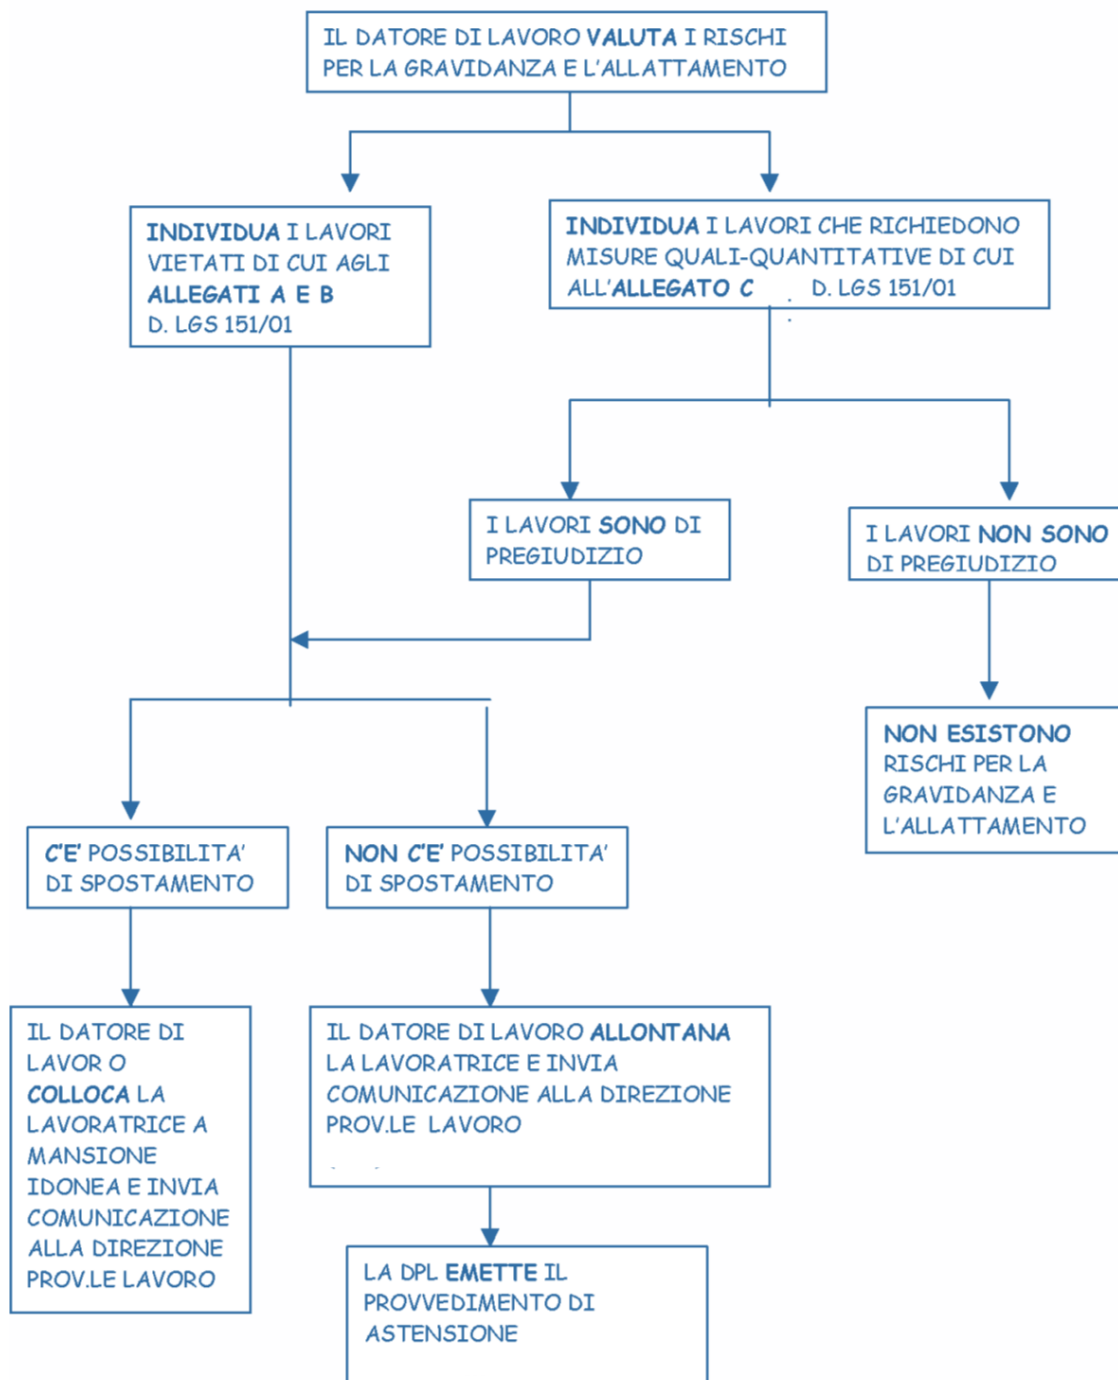 IL DATORE DI LAVORO VALUTA I RISCHI
PER LA GRAVIDANZA E L'ALLATTAMENTO
INDIVIDUA I LAVORI
VIETATI DI CUI AGLI
ALLEGATI A E B
D. LGS 151/01
INDIVIDUA I LAVORI CHE RICHIEDONO
MISURE QUALI-QUANTITATIVE DI CUI
ALL'ALLEGATO C D. LGS 151/01
I LAVORI SONO DI
PREGIUDIZIO
I LAVORI NON SONO
DI PREGIUDIZIO
NON ESISTONO
RISCHI PER LA
GRAVIDANZA E
L'ALLATTAMENTO
C'E' POSSIBILITA'
DI SPOSTAMENTO
NON C'E' POSSIBILITA'
DI SPOSTAMENTO
IL DATORE DI
LAVOR O
COLLOCA LA
LAVORATRICE A
MANSIONE
IDONEA E INVIA
COMUNICAZIONE
ALLA DIREZIONE
PROV.LE LAVORO
IL DATORE DI LAVORO ALLONTANA
LA LAVORATRICE E INVIA
COMUNICAZIONE ALLA DIREZIONE
PROV.LE LAVORO
LA DPL EMETTE IL
PROVVEDIMENTO DI
ASTENSIONE